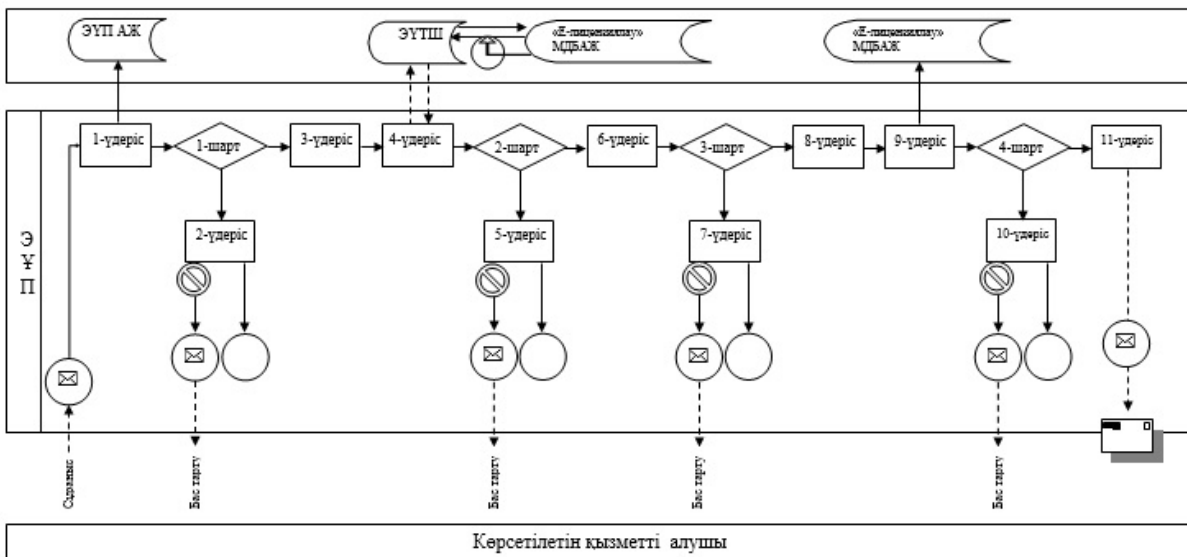 ЭҮП АЖ
ЭҮТШ
«Е-лицензиялау»
МДБАЖ
«Е-лицензиялау»
МДБАЖ
Э
Ұ
П
1-үдеріс
1-шарт
3-үдеріс
4-үдеріс
2-шарт
6-үдеріс
3-шарт
8-үдеріс
9-үдеріс
4-шарт
11-үдеріс
2-үдеріс
5-үдеріс
7-үдеріс
10-үдеріс
Сұраныс
Бас тарту
Бас тарту
Бас тарту
Бас тарту
Көрсетілетін қызметті алушы